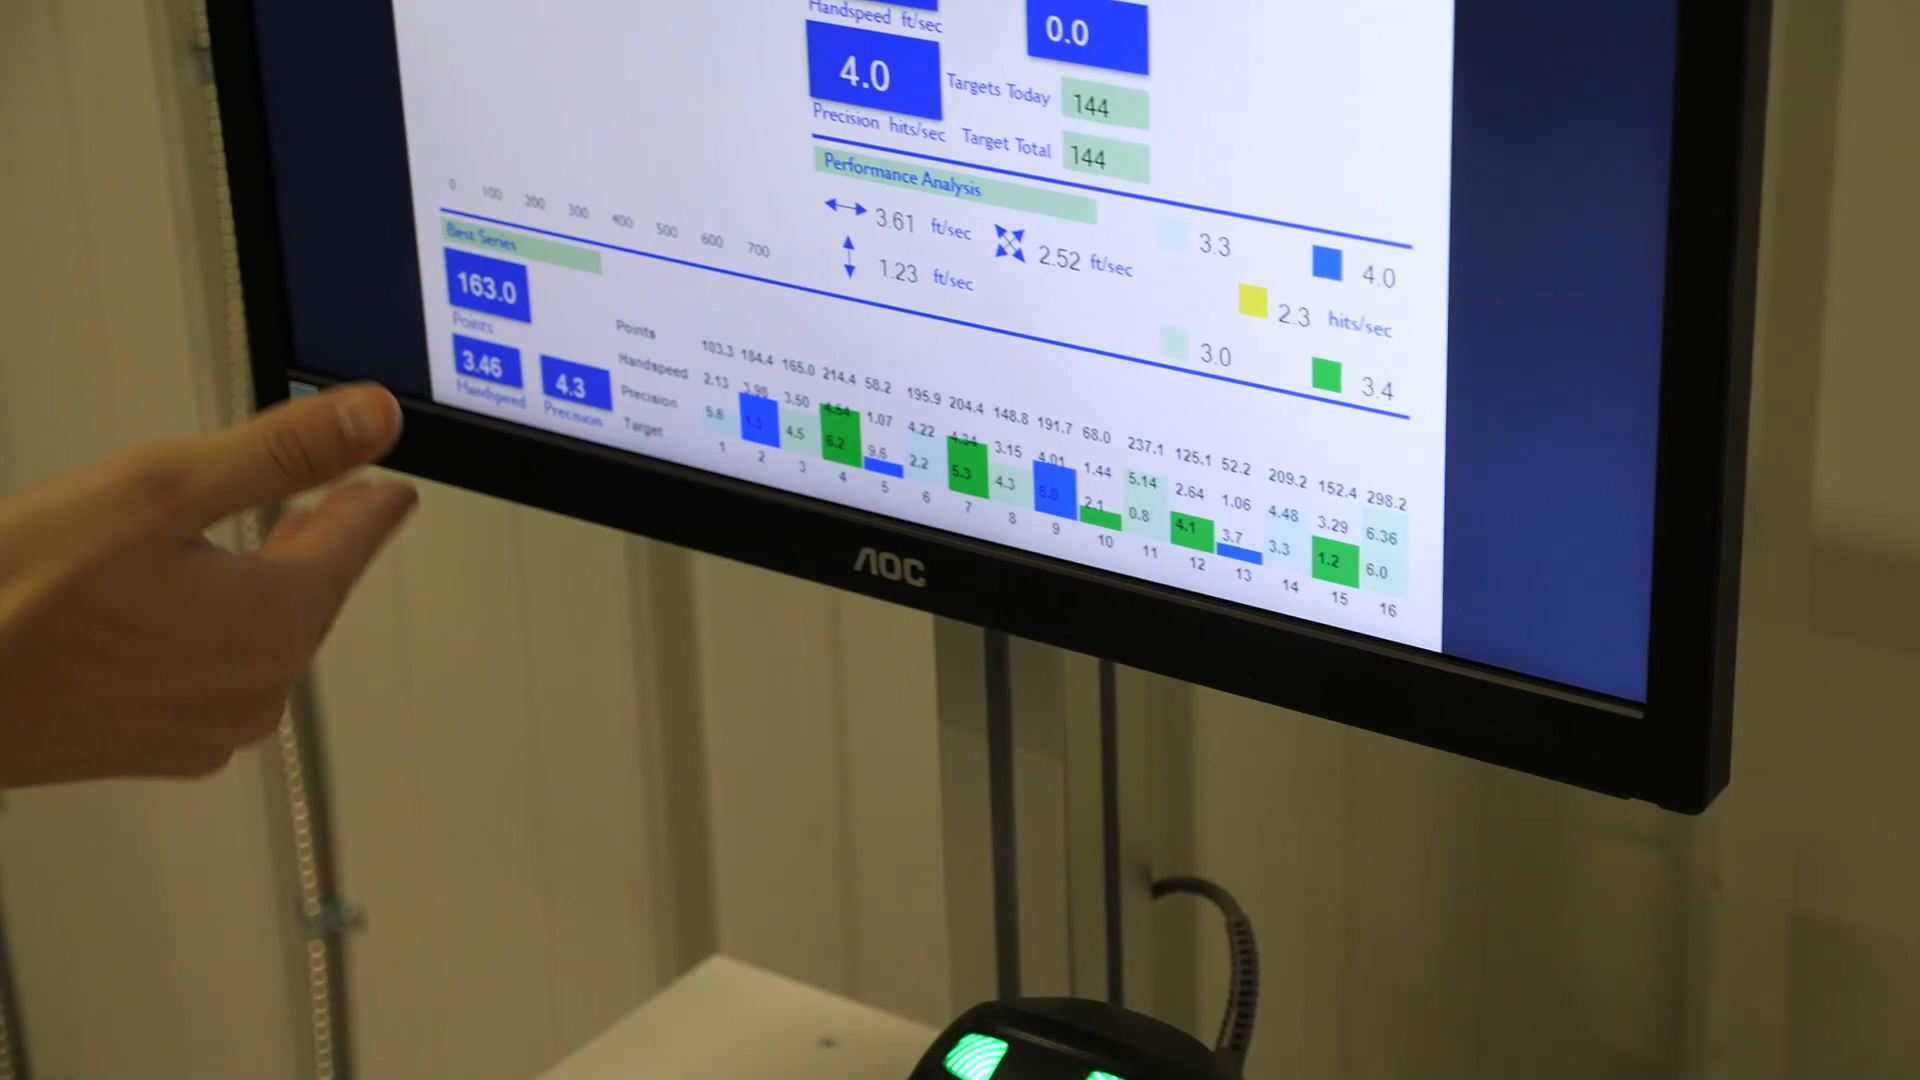 Handspeed ft/sec
0.0
4.0
Targets Today 144
Precision hits/sec
Target Total 144
Performance Analysis
3.61 ft/sec
2.52 ft/sec
1.23 ft/sec
3.3
4.0
2.3 hits/sec
3.0
3.4
0 100 200 300 400 500 600 700
Best Series
163.0
Points
3.46
Handspeed
4.3
Precision
Points 103.3 184.4 165.0 214.4 58.2 195.9 204.4 148.8 191.7 68.0 237.1 125.1 52.2 209.2 152.4 298.2
Handspeed 2.13 3.98 3.50 4.54 1.07 4.22 4.34 3.15 4.01 1.44 5.14 2.64 1.06 4.48 3.29 6.36
Precision 5.6 1.3 4.5 6.2 9.6 2.2 5.3 4.3 8.0 2.1 0.8 4.1 3.7 3.3 1.2 6.0
Target 1 2 3 4 5 6 7 8 9 10 11 12 13 14 15 16
AOC